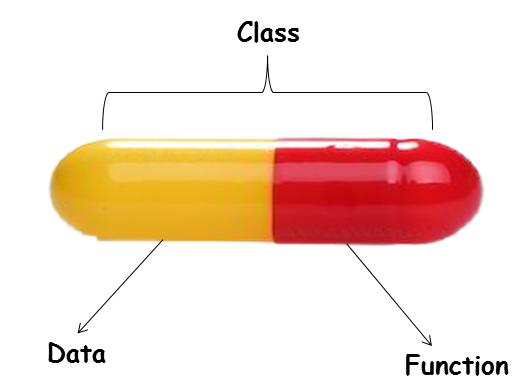 Class
Data
Function